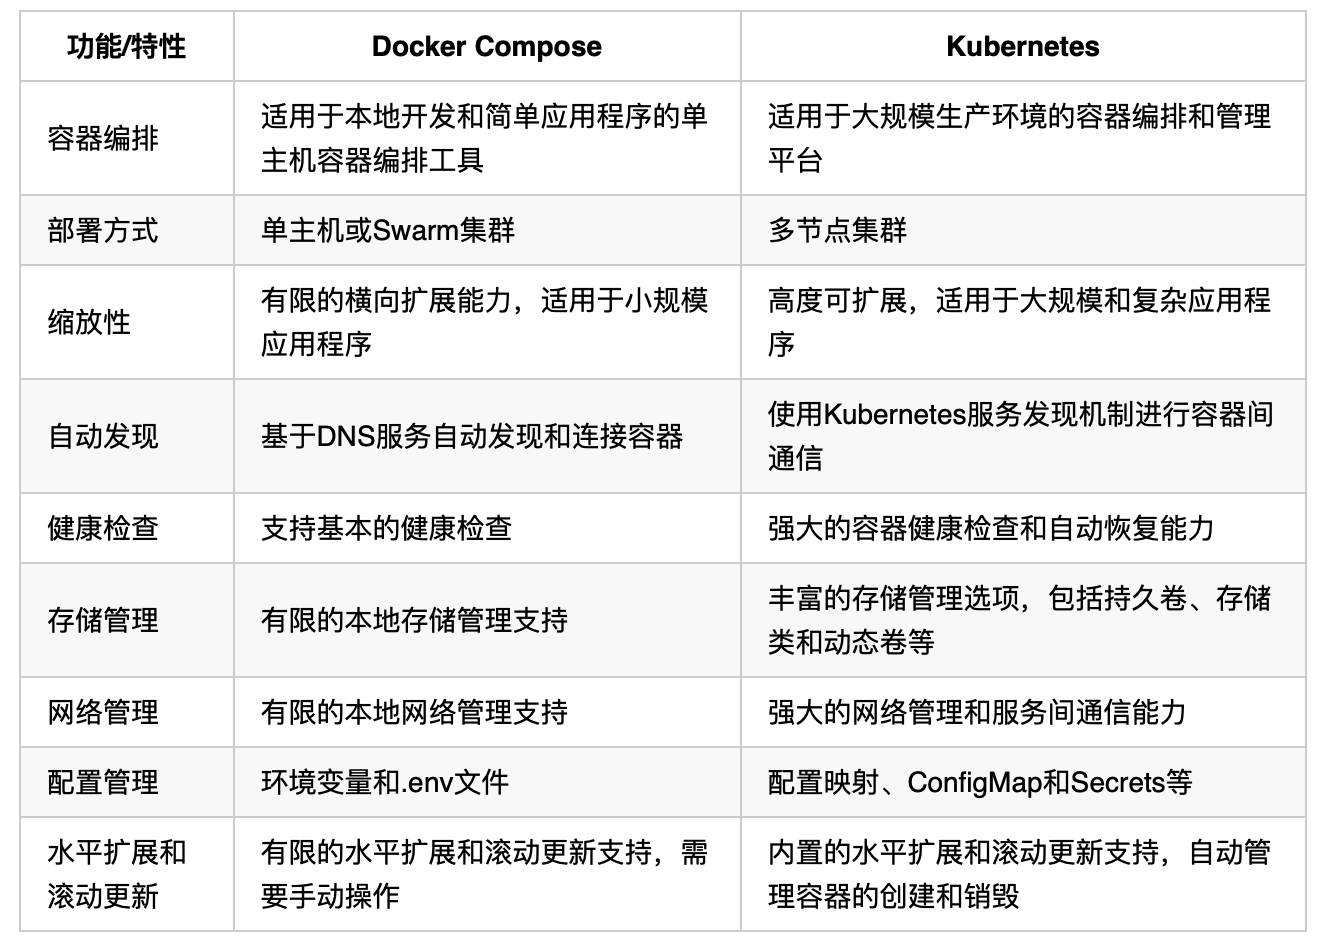 功能/特性
Docker Compose
Kubernetes
容器编排
适用于本地开发和简单应用程序的单
主机容器编排工具
适用于大规模生产环境的容器编排和管理
平台
部署方式
单主机或Swarm集群
多节点集群
缩放性
有限的横向扩展能力，适用于小规模
应用程序
高度可扩展，适用于大规模和复杂应用程
序
自动发现
基于DNS服务自动发现和连接容器
使用Kubernetes服务发现机制进行容器间
通信
健康检查
支持基本的健康检查
强大的容器健康检查和自动恢复能力
存储管理
有限的本地存储管理支持
丰富的存储管理选项，包括持久卷、存储
类和动态卷等
网络管理
有限的本地网络管理支持
强大的网络管理和服务间通信能力
配置管理
环境变量和.env文件
配置映射、ConfigMap和Secrets等
水平扩展和
滚动更新
有限的水平扩展和滚动更新支持，需
要手动操作
内置的水平扩展和滚动更新支持，自动管
理容器的创建和销毁